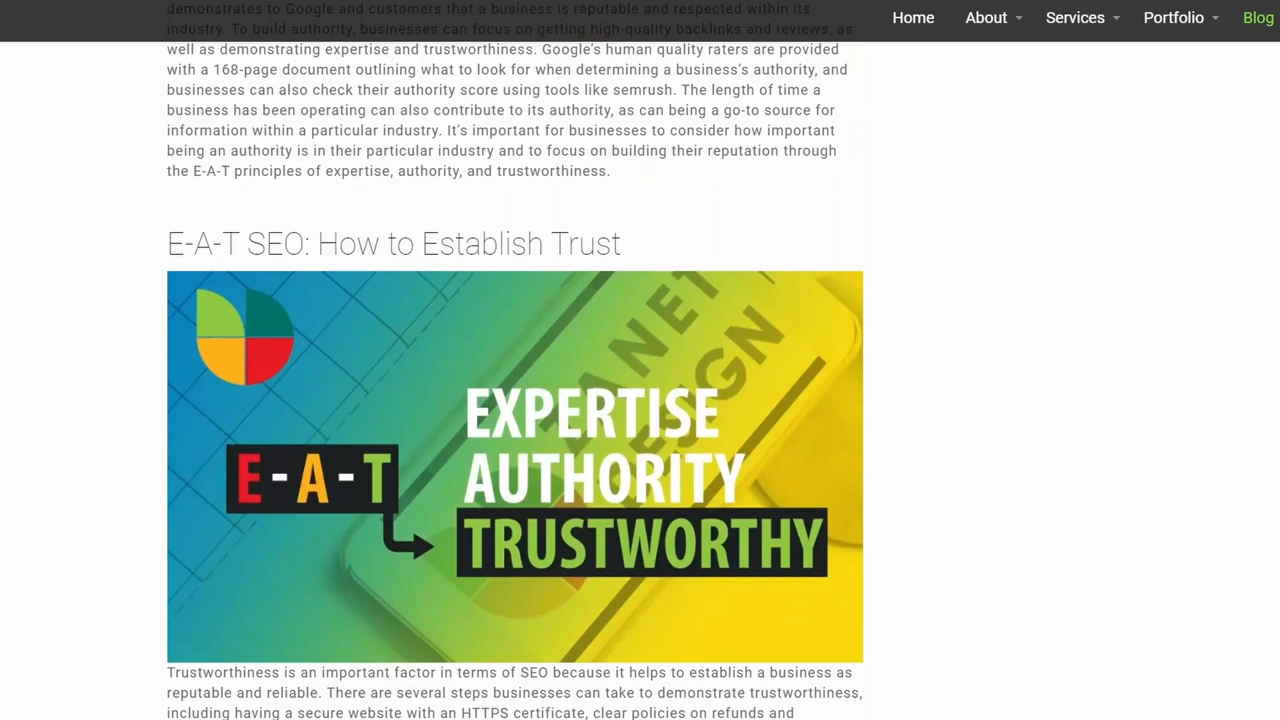 Home About Services Portfolio Blog
demonstrates to Google and customers that a business is reputable and respected within its
industry. To build authority, businesses can focus on getting high-quality backlinks and reviews, as
well as demonstrating expertise and trustworthiness. Google’s human quality raters are provided
with a 168-page document outlining what to look for when determining a business’s authority, and
businesses can also check their authority score using tools like semrush. The length of time a
business has been operating can also contribute to its authority, as can being a go-to source for
information within a particular industry. It’s important for businesses to consider how important
being an authority is in their particular industry and to focus on building their reputation through
the E-A-T principles of expertise, authority, and trustworthiness.
E-A-T SEO: How to Establish Trust
EXPERTISE
AUTHORITY
E-A-T
TRUSTWORTHY
Trustworthiness is an important factor in terms of SEO because it helps to establish a business as
reputable and reliable. There are several steps businesses can take to demonstrate trustworthiness,
including having a secure website with an HTTPS certificate, clear policies on refunds and